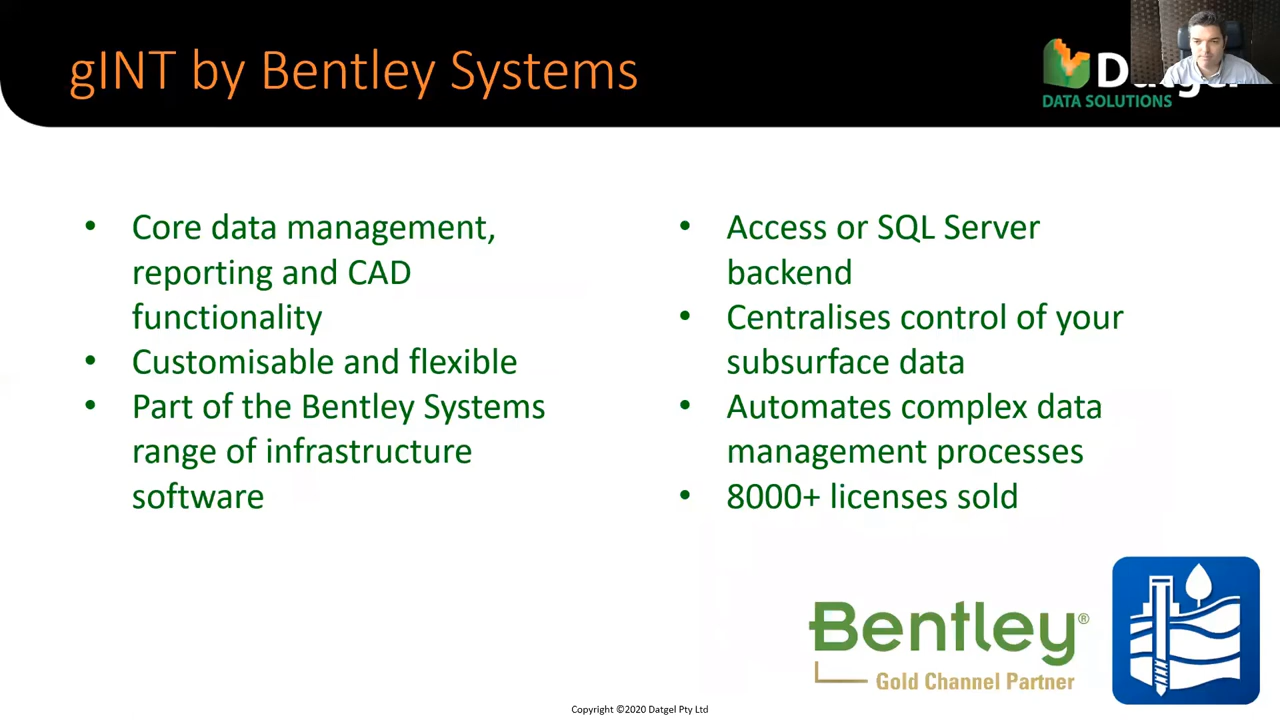 gINT by Bentley Systems
DATA SOLUTIONS
• Core data management,
reporting and CAD
functionality
• Customisable and flexible
• Part of the Bentley Systems
range of infrastructure
software
• Access or SQL Server
backend
• Centralises control of your
subsurface data
• Automates complex data
management processes
• 8000+ licenses sold
Bentley®
Gold Channel Partner
Copyright ©2020 Datgel Pty Ltd